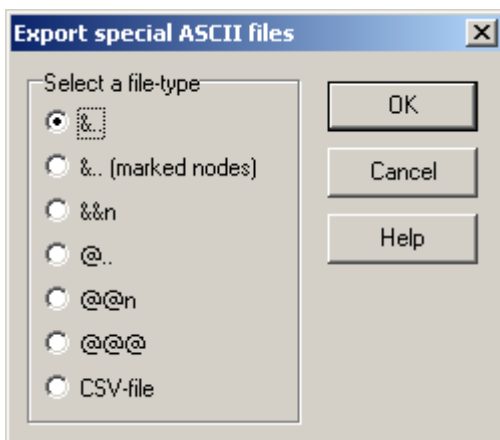 Export special ASCII files
Select a file-type
&..
&.. (marked nodes)
&&n
@..
@@n
@@@
CSV-file
OK
Cancel
Help